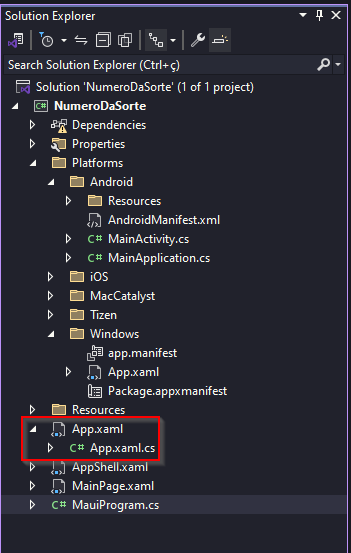 Solution Explorer
Search Solution Explorer (Ctrl+ç)
Solution 'NumeroDaSorte' (1 of 1 project)
C# NumeroDaSorte
Dependencies
Properties
Platforms
Android
Resources
AndroidManifest.xml
C# MainActivity.cs
C# MainApplication.cs
iOS
MacCatalyst
Tizen
Windows
app.manifest
App.xaml
Package.appxmanifest
Resources
App.xaml
C# App.xaml.cs
AppShell.xaml
MainPage.xaml
C# MauiProgram.cs